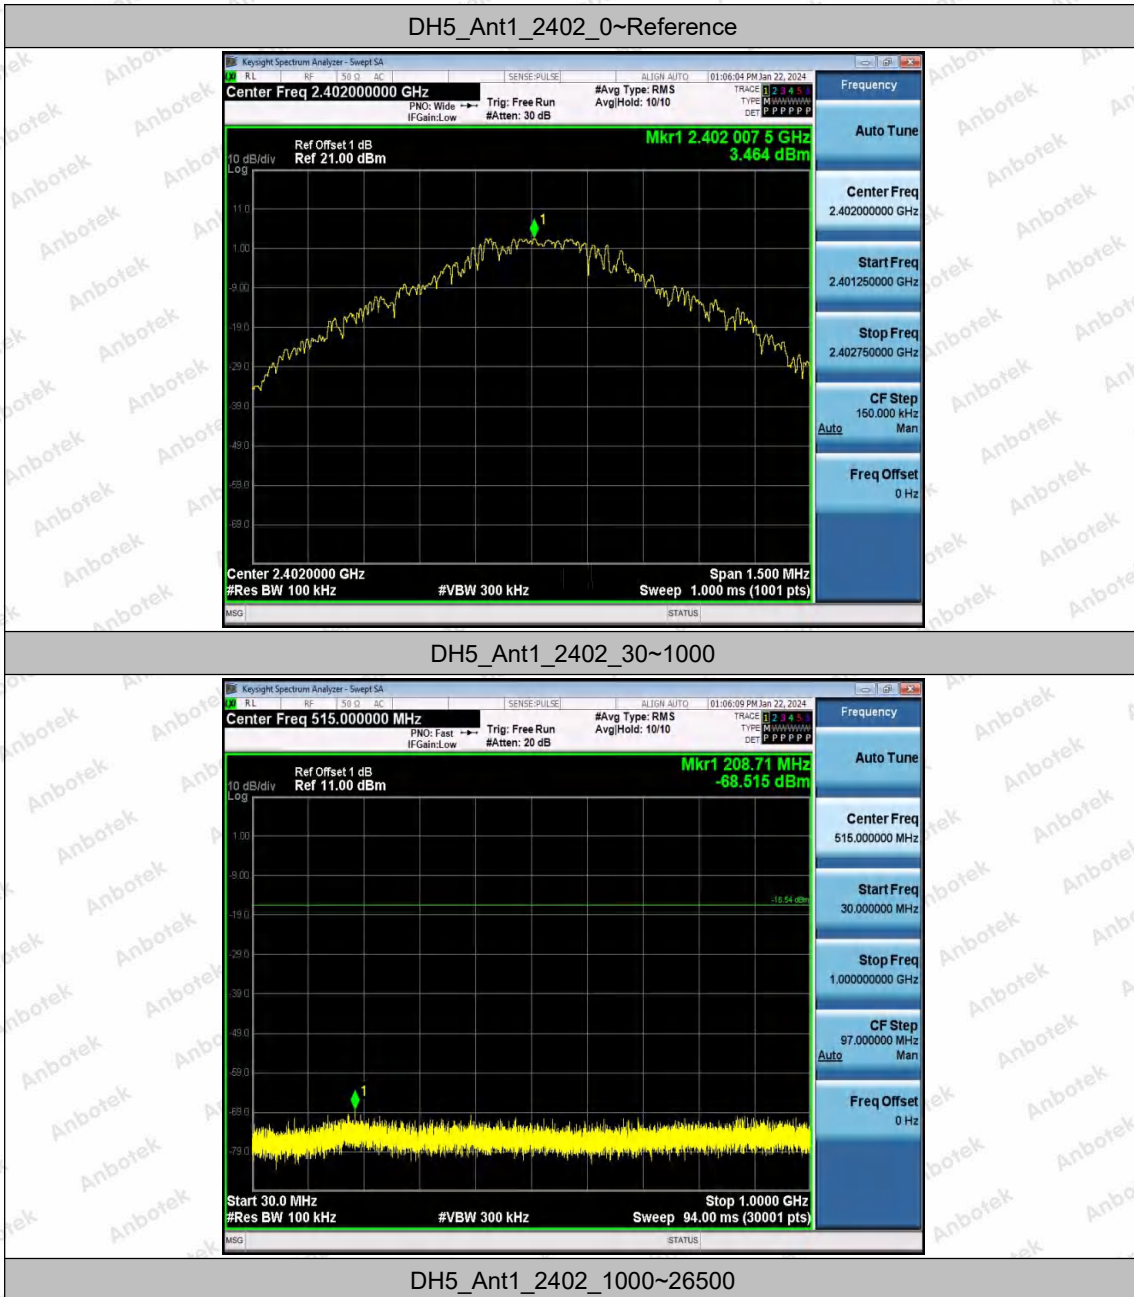 DH5_Ant1_2402_0~Reference
Keysight Spectrum Analyzer - Swept SA
RL RF 50 Ω AC SENSE:PULSE ALIGN AUTO 01:06:04 PM Jan 22, 2024
Center Freq 2.402000000 GHz
PNO: Wide
IFGain:Low
Trig: Free Run
#Atten: 30 dB
#Avg Type: RMS
Avg|Hold: 10/10
TRACE 1 2 3 4 5 6
TYPE M WWWWW
DET P P P P P P
Ref Offset 1 dB
10 dB/div Ref 21.00 dBm
Log
Mkr1 2.402 007 5 GHz
3.464 dBm
11.0
1.00
-9.00
-19.0
-29.0
-39.0
-49.0
-59.0
-69.0
1
Center 2.4020000 GHz Span 1.500 MHz
#Res BW 100 kHz #VBW 300 kHz Sweep 1.000 ms (1001 pts)
MSG STATUS
Frequency
Auto Tune
Center Freq
2.402000000 GHz
Start Freq
2.401250000 GHz
Stop Freq
2.402750000 GHz
CF Step
150.000 kHz
Auto Man
Freq Offset
0 Hz
DH5_Ant1_2402_30~1000
Keysight Spectrum Analyzer - Swept SA
RL RF 50 Ω AC SENSE:PULSE ALIGN AUTO 01:06:09 PM Jan 22, 2024
Center Freq 515.000000 MHz
PNO: Fast
IFGain:Low
Trig: Free Run
#Atten: 20 dB
#Avg Type: RMS
Avg|Hold: 10/10
TRACE 1 2 3 4 5 6
TYPE M WWWWW
DET P P P P P P
Ref Offset 1 dB
10 dB/div Ref 11.00 dBm
Log
Mkr1 208.71 MHz
-68.515 dBm
1.00
-9.00
-19.0
-29.0
-39.0
-49.0
-59.0
-69.0
-79.0
-16.54 dBm
1
Start 30.0 MHz Stop 1.0000 GHz
#Res BW 100 kHz #VBW 300 kHz Sweep 94.00 ms (30001 pts)
MSG STATUS
Frequency
Auto Tune
Center Freq
515.000000 MHz
Start Freq
30.000000 MHz
Stop Freq
1.000000000 GHz
CF Step
97.000000 MHz
Auto Man
Freq Offset
0 Hz
DH5_Ant1_2402_1000~26500
Anbotek